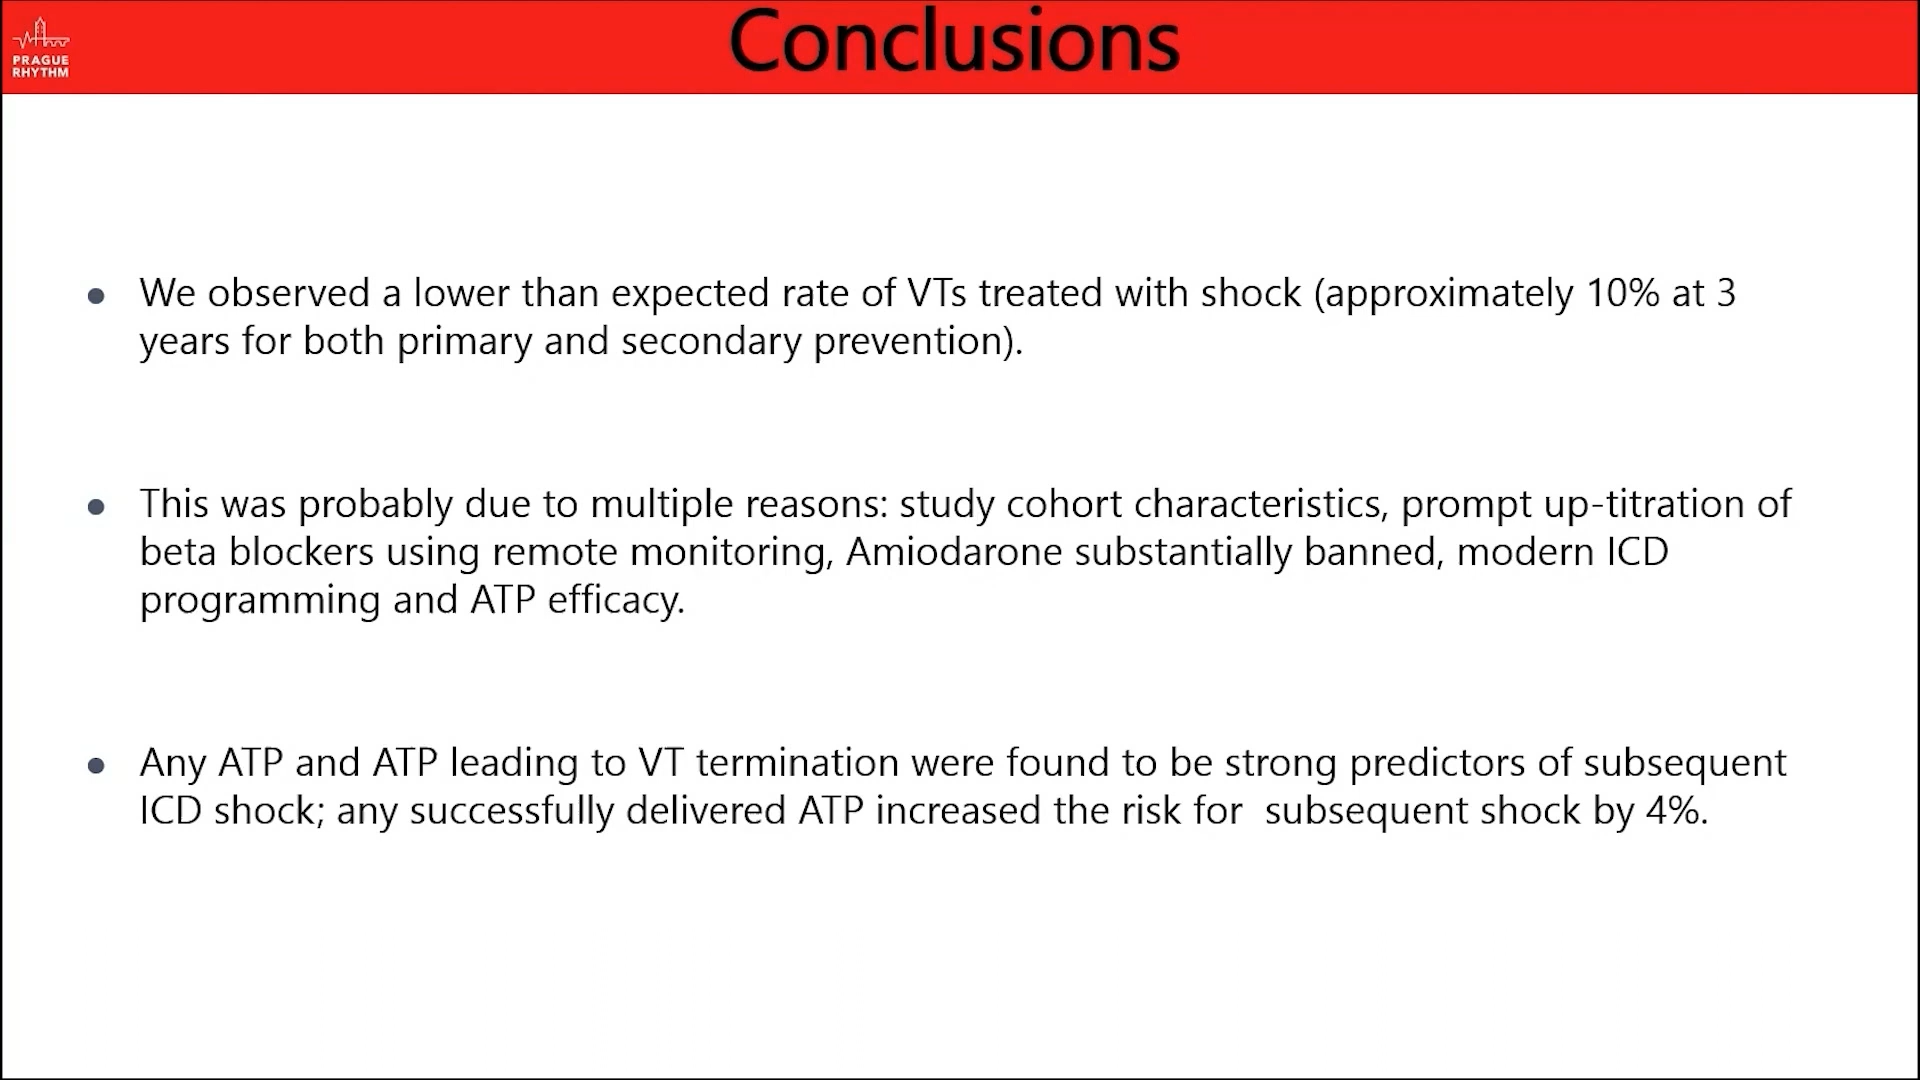 Conclusions
PRAGUE
RHYTHM
● We observed a lower than expected rate of VTs treated with shock (approximately 10% at 3
years for both primary and secondary prevention).
● This was probably due to multiple reasons: study cohort characteristics, prompt up-titration of
beta blockers using remote monitoring, Amiodarone substantially banned, modern ICD
programming and ATP efficacy.
● Any ATP and ATP leading to VT termination were found to be strong predictors of subsequent
ICD shock; any successfully delivered ATP increased the risk for  subsequent shock by 4%.